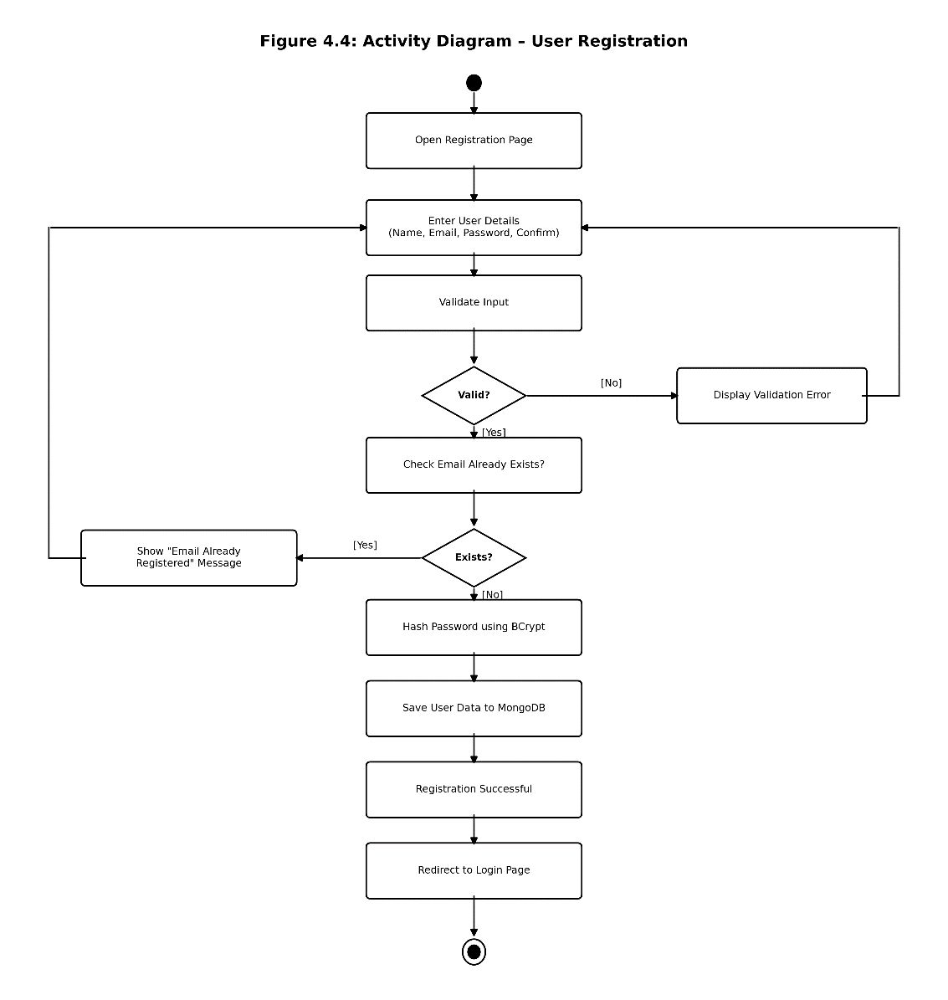 Figure 4.4: Activity Diagram – User Registration
Open Registration Page
Enter User Details
(Name, Email, Password, Confirm)
Validate Input
Valid?
[No]
Display Validation Error
[Yes]
Check Email Already Exists?
Exists?
[Yes]
Show "Email Already
Registered" Message
[No]
Hash Password using BCrypt
Save User Data to MongoDB
Registration Successful
Redirect to Login Page